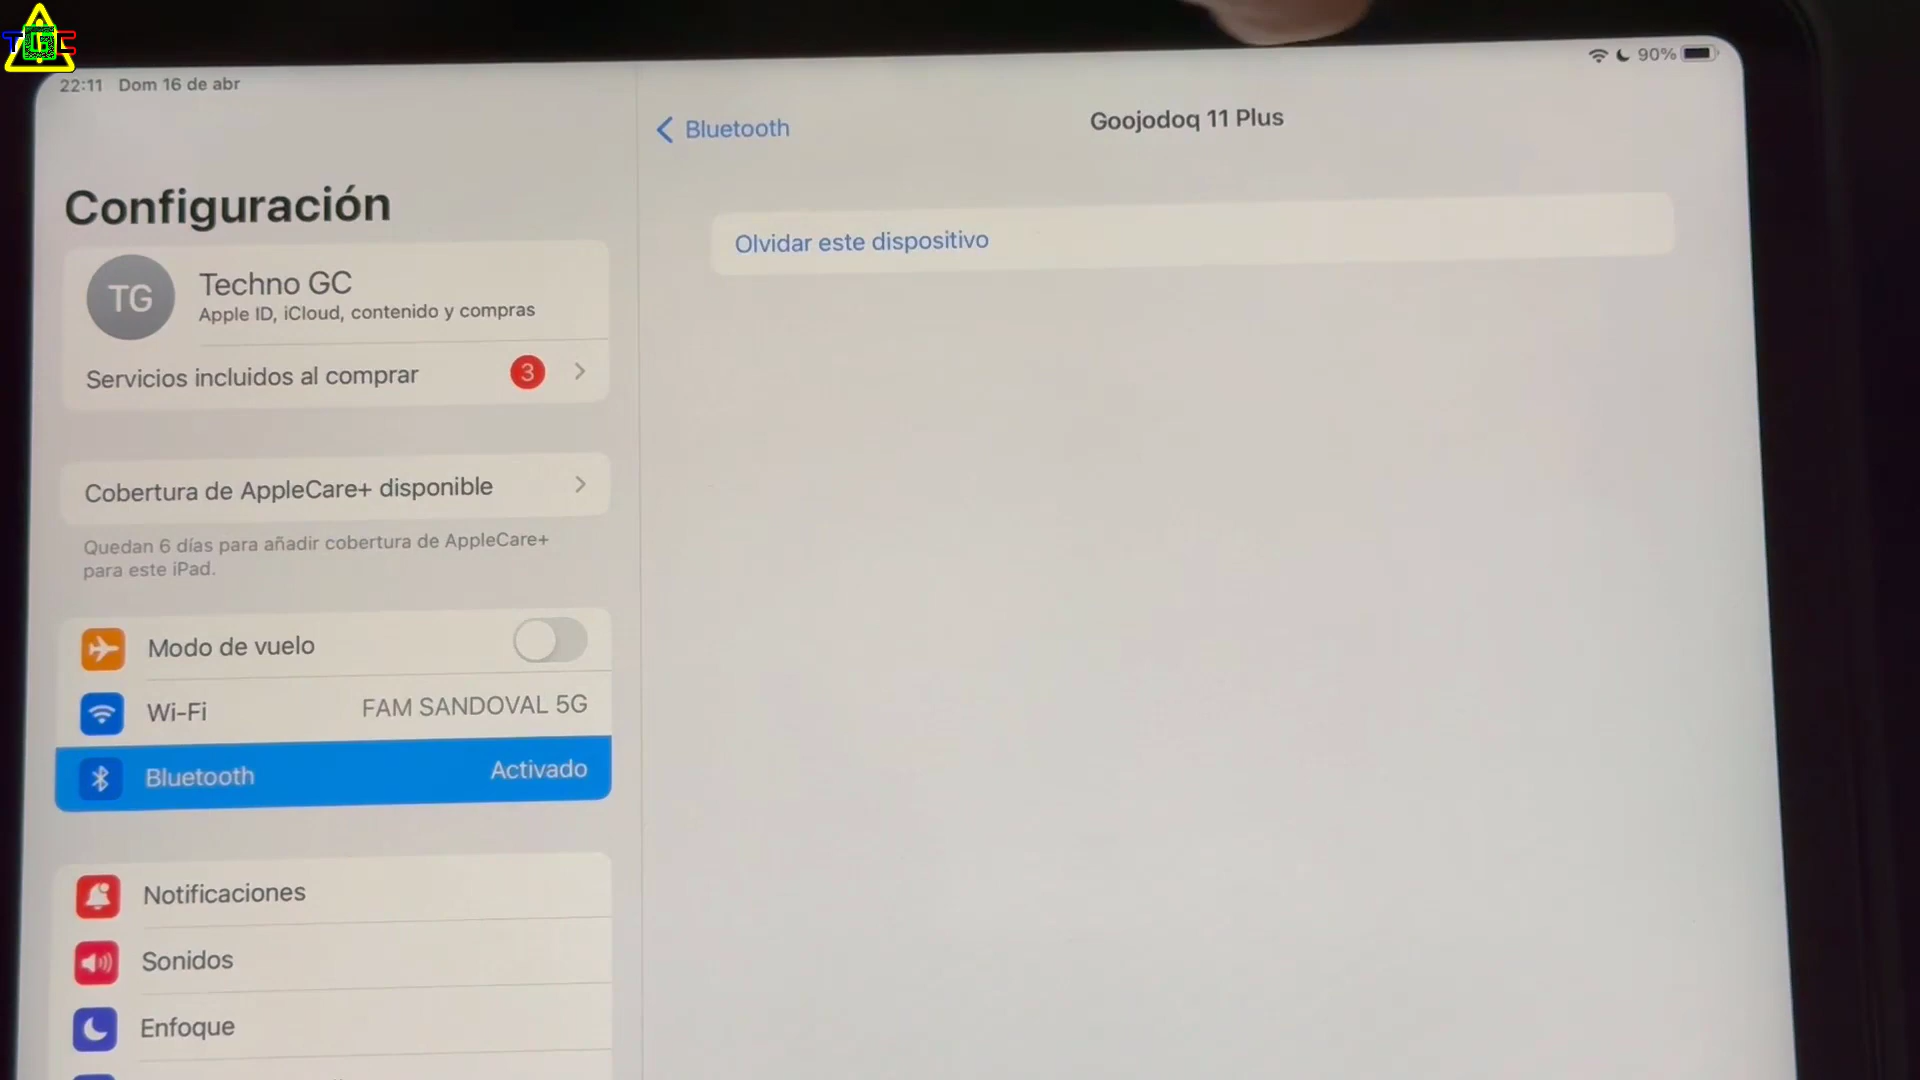 TGC
22:11 Dom 16 de abr
90%
Bluetooth
Goojodoq 11 Plus
Configuración
Olvidar este dispositivo
TG
Techno GC
Apple ID, iCloud, contenido y compras
Servicios incluidos al comprar
3
Cobertura de AppleCare+ disponible
Quedan 6 días para añadir cobertura de AppleCare+
para este iPad.
Modo de vuelo
Wi-Fi FAM SANDOVAL 5G
Bluetooth Activado
Notificaciones
Sonidos
Enfoque